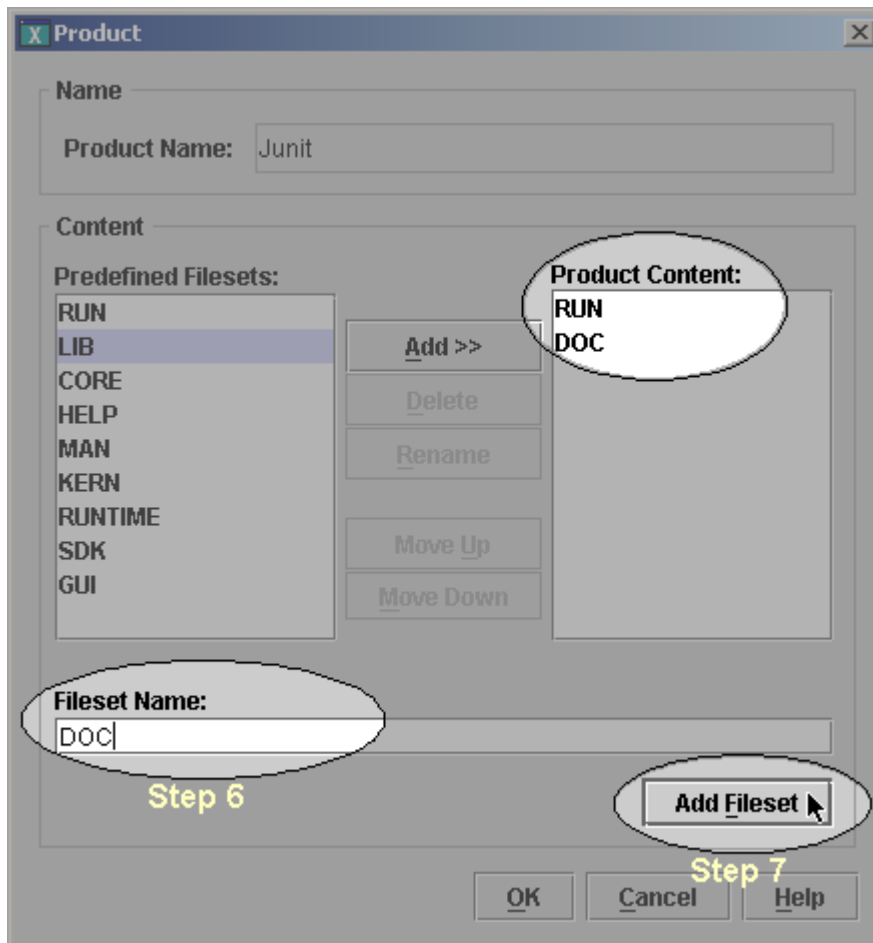 X Product
Name
Product Name: Junit
Content
Predefined Filesets:
RUN
LIB
CORE
HELP
MAN
KERN
RUNTIME
SDK
GUI
Add >>
Delete
Rename
Move Up
Move Down
Product Content:
RUN
DOC
Fileset Name:
DOC
Step 6
Add Fileset
Step 7
OK Cancel Help